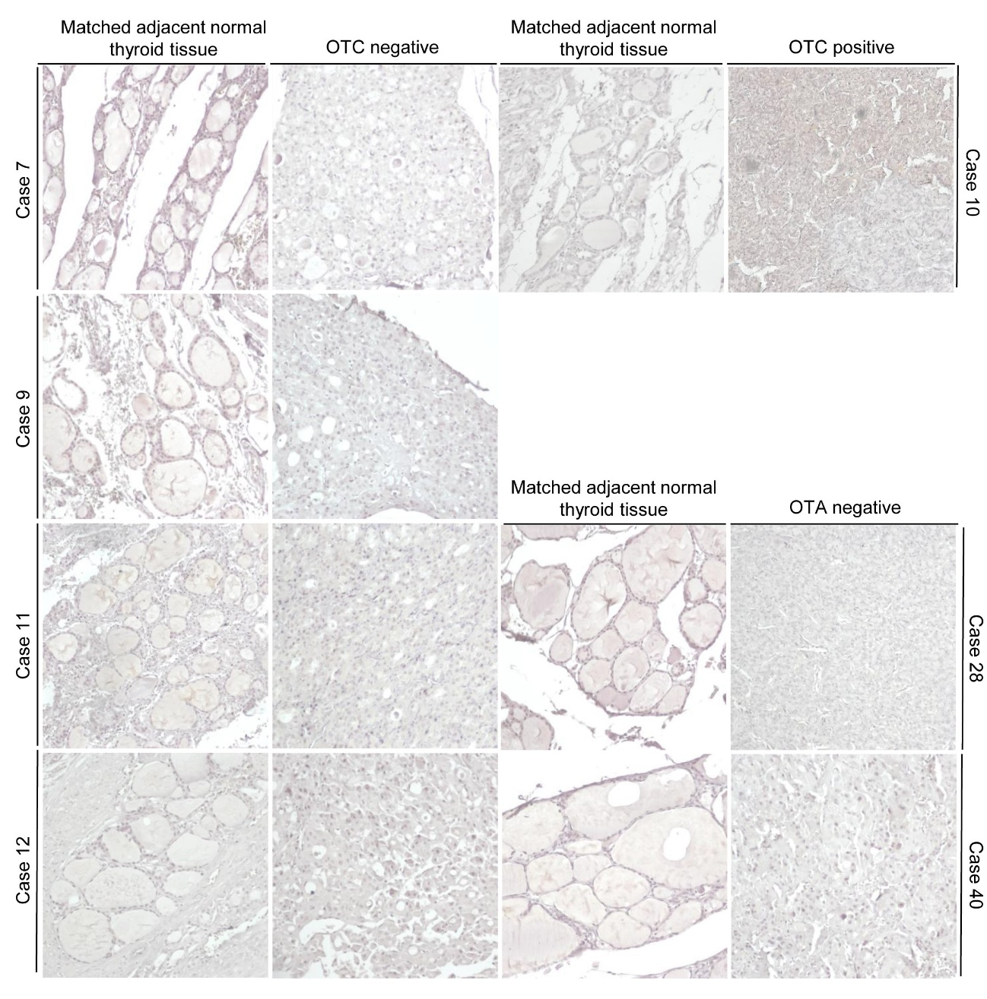 Matched adjacent normal
thyroid tissue
OTC negative
Matched adjacent normal
thyroid tissue
OTC positive
Case 7
Case 10
Case 9
Matched adjacent normal
thyroid tissue
OTA negative
Case 11
Case 28
Case 12
Case 40